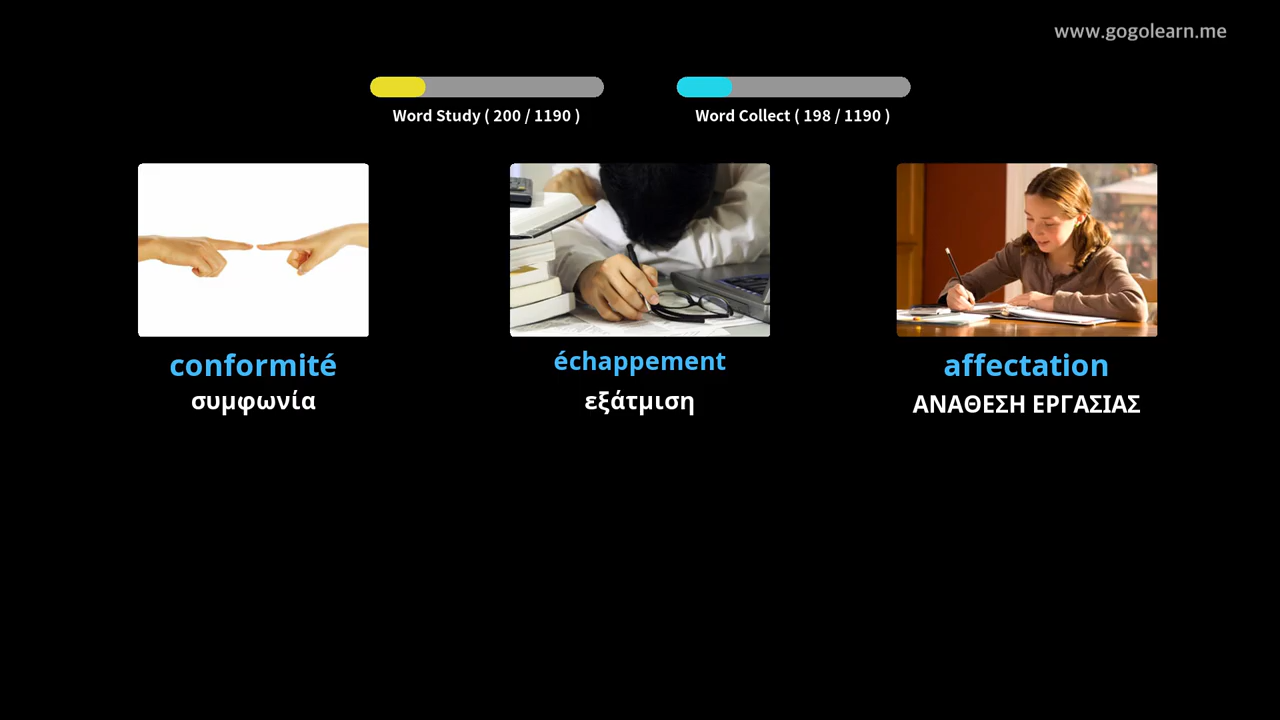 www.gogolearn.me
Word Study ( 200 / 1190 )
Word Collect ( 198 / 1190 )
conformité
συμφωνία
échappement
εξάτμιση
affectation
ΑΝΑΘΕΣΗ ΕΡΓΑΣΙΑΣ